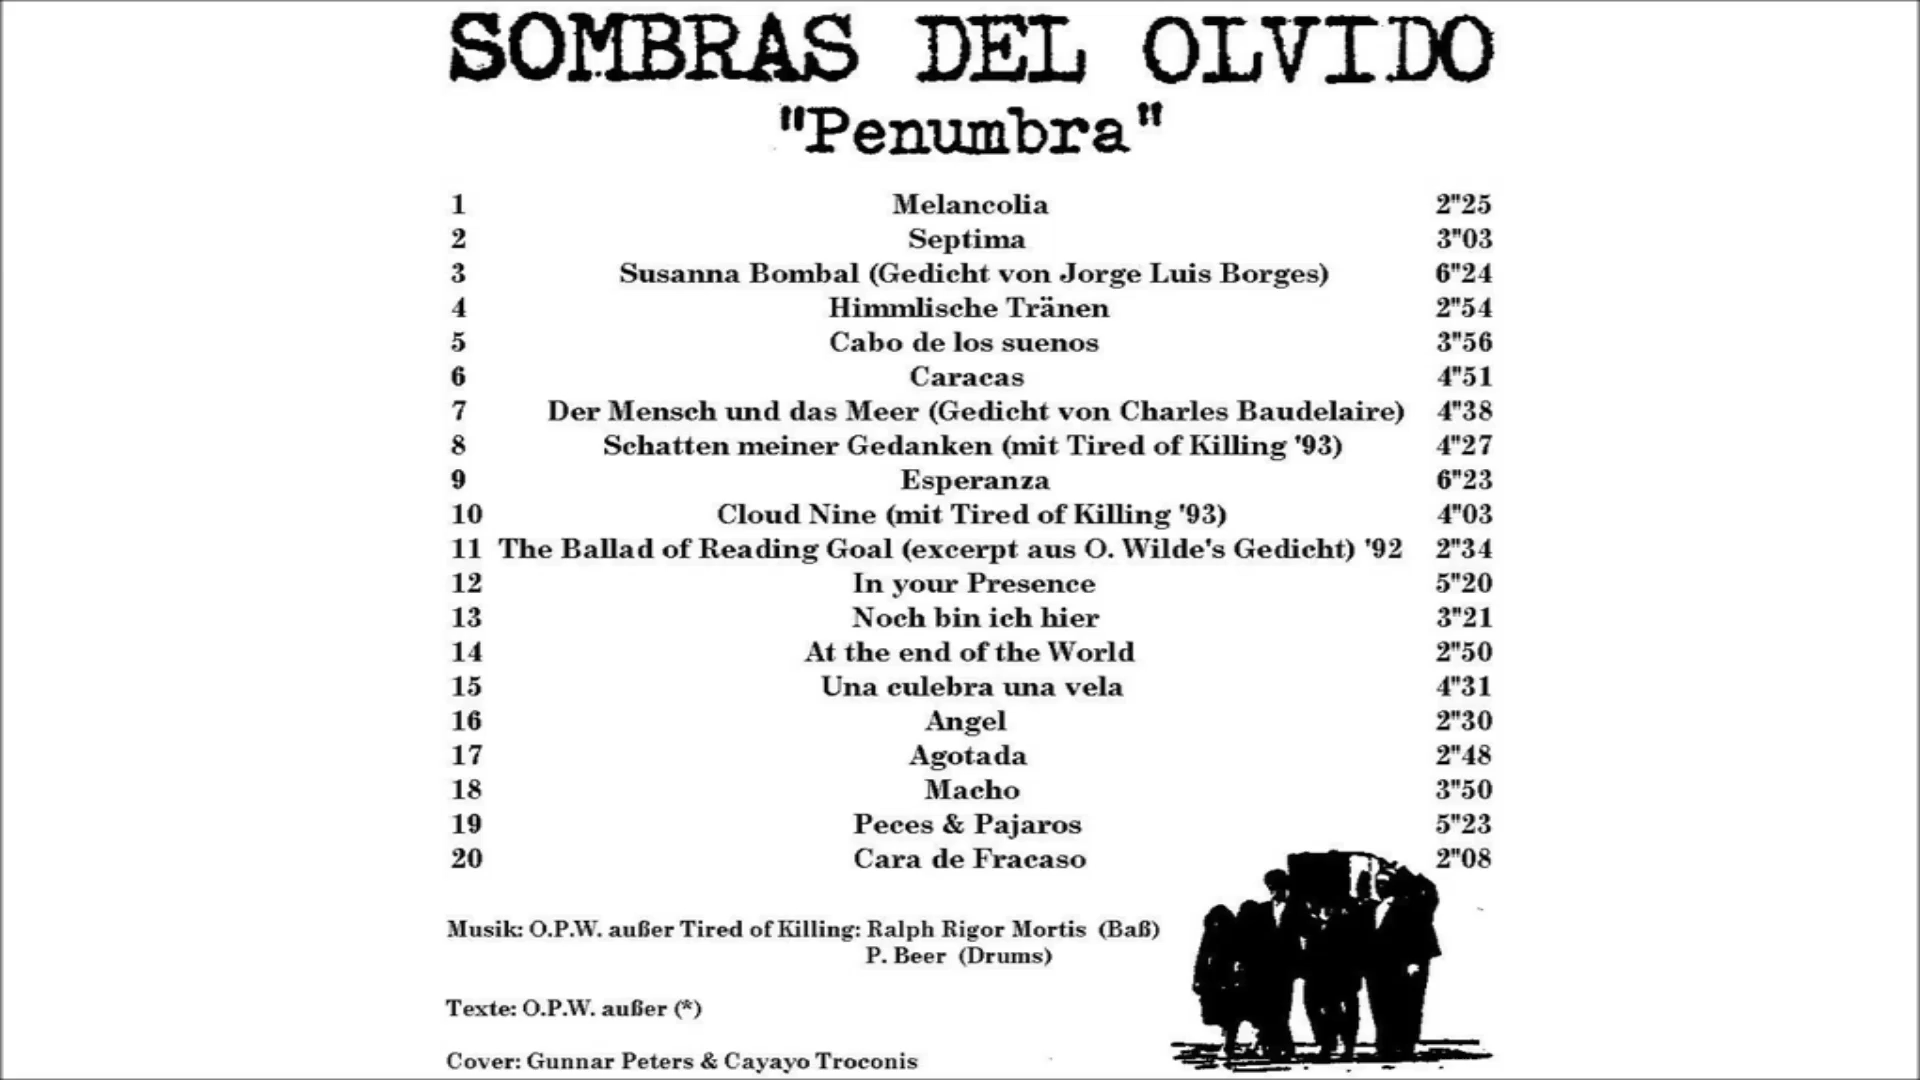 SOMBRAS DEL OLVIDO
"Penumbra"
1 Melancolia 2"25
2 Septima 3"03
3 Susanna Bombal (Gedicht von Jorge Luis Borges) 6"24
4 Himmlische Tränen 2"54
5 Cabo de los suenos 3"56
6 Caracas 4"51
7 Der Mensch und das Meer (Gedicht von Charles Baudelaire) 4"38
8 Schatten meiner Gedanken (mit Tired of Killing '93) 4"27
9 Esperanza 6"23
10 Cloud Nine (mit Tired of Killing '93) 4"03
11 The Ballad of Reading Goal (excerpt aus O. Wilde's Gedicht) '92 2"34
12 In your Presence 5"20
13 Noch bin ich hier 3"21
14 At the end of the World 2"50
15 Una culebra una vela 4"31
16 Angel 2"30
17 Agotada 2"48
18 Macho 3"50
19 Peces & Pajaros 5"23
20 Cara de Fracaso 2"08
Musik: O.P.W. außer Tired of Killing: Ralph Rigor Mortis (Baß)
P. Beer (Drums)
Texte: O.P.W. außer (*)
Cover: Gunnar Peters & Cayayo Troconis